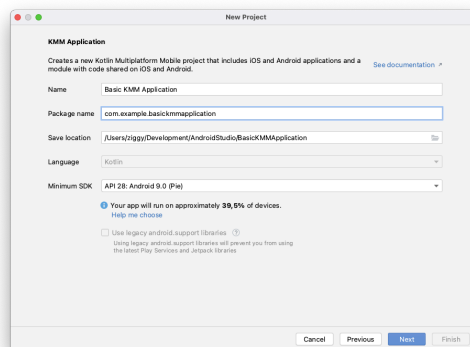 New Project
KMM Application
Creates a new Kotlin Multiplatform Mobile project that includes iOS and Android applications and a
module with code shared on iOS and Android.
See documentation ↗
Name
Basic KMM Application
Package name
com.example.basickmmapplication
Save location
/Users/ziggy/Development/AndroidStudio/BasicKMMApplication
Language
Kotlin
Minimum SDK
API 28: Android 9.0 (Pie)
Your app will run on approximately 39,5% of devices.
Help me choose
Use legacy android.support libraries
Using legacy android.support libraries will prevent you from using
the latest Play Services and Jetpack libraries
Cancel
Previous
Next
Finish